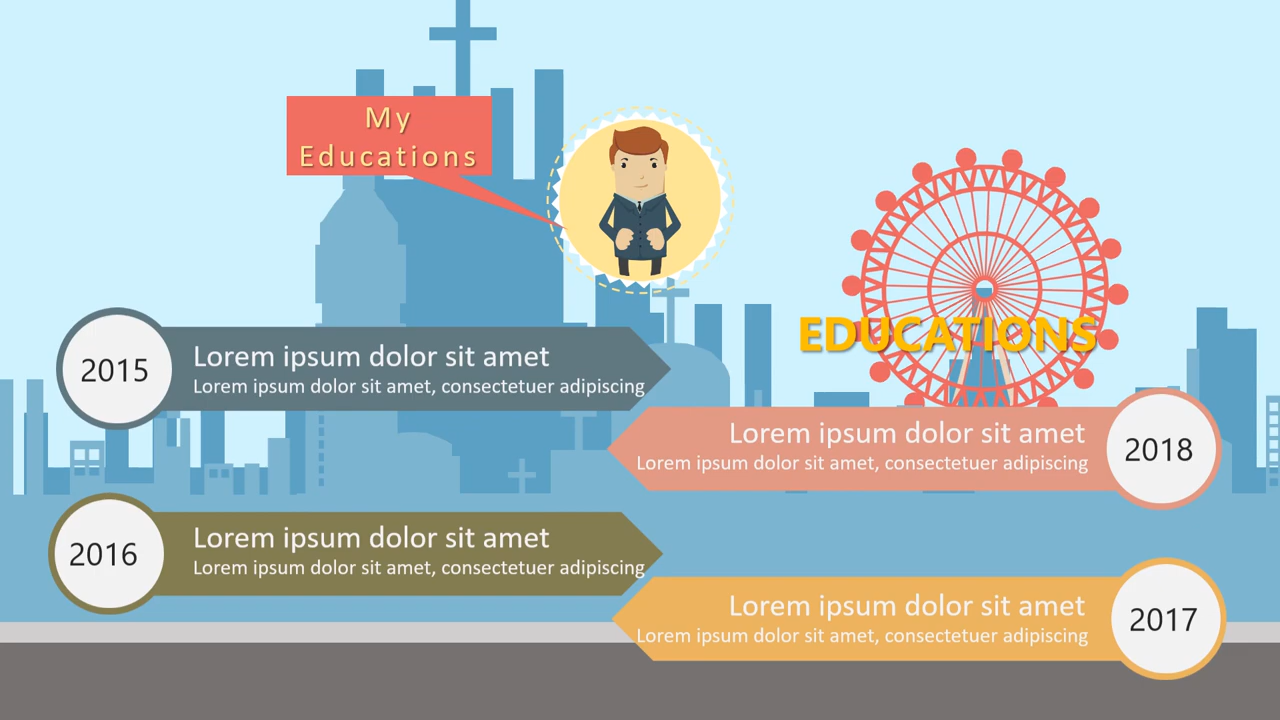 My
Educations
EDUCATIONS
2015
Lorem ipsum dolor sit amet
Lorem ipsum dolor sit amet, consectetuer adipiscing
Lorem ipsum dolor sit amet
Lorem ipsum dolor sit amet, consectetuer adipiscing
2018
2016
Lorem ipsum dolor sit amet
Lorem ipsum dolor sit amet, consectetuer adipiscing
Lorem ipsum dolor sit amet
Lorem ipsum dolor sit amet, consectetuer adipiscing
2017